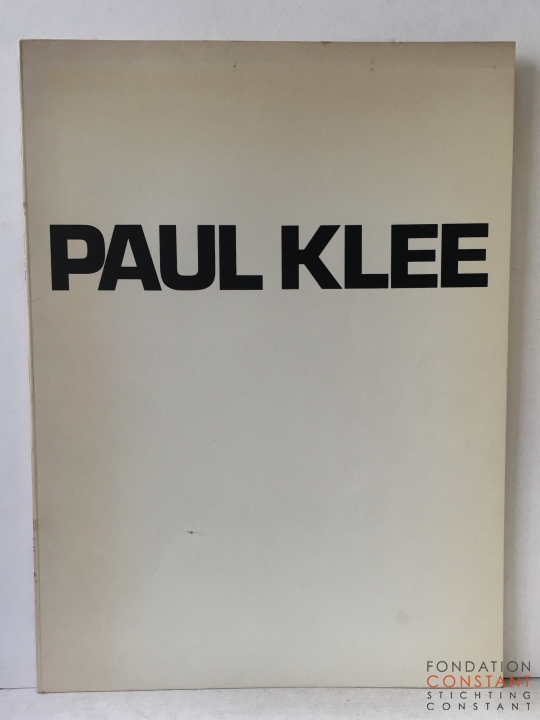 PAUL KLEE
FONDATION
CONSTANT
STICHTING
CONSTANT